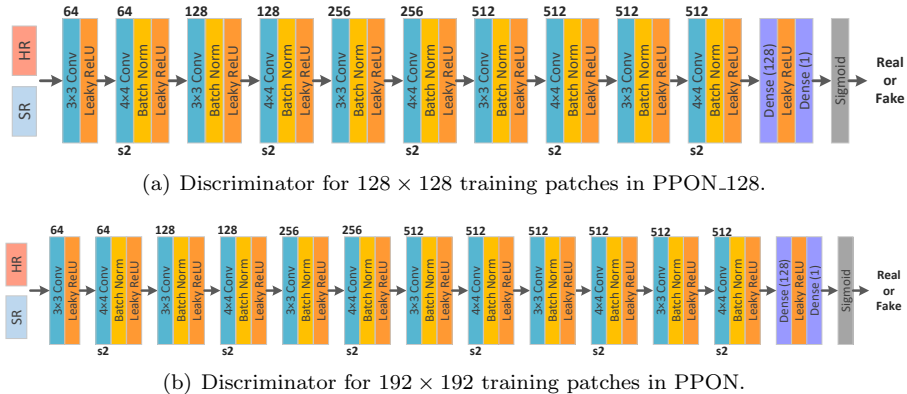 64 64 128 128 256 256 512 512 512 512
HR
SR
3×3 Conv
Leaky ReLU
4×4 Conv
Batch Norm
Leaky ReLU
3×3 Conv
Batch Norm
Leaky ReLU
4×4 Conv
Batch Norm
Leaky ReLU
3×3 Conv
Batch Norm
Leaky ReLU
4×4 Conv
Batch Norm
Leaky ReLU
3×3 Conv
Batch Norm
Leaky ReLU
4×4 Conv
Batch Norm
Leaky ReLU
3×3 Conv
Batch Norm
Leaky ReLU
4×4 Conv
Batch Norm
Leaky ReLU
Dense (128)
Leaky ReLU
Dense (1)
Sigmoid
Real
or
Fake
s2 s2 s2 s2 s2
(a) Discriminator for 128 × 128 training patches in PPON_128.
64 64 128 128 256 256 512 512 512 512 512 512
HR
SR
3×3 Conv
Leaky ReLU
4×4 Conv
Batch Norm
Leaky ReLU
3×3 Conv
Batch Norm
Leaky ReLU
4×4 Conv
Batch Norm
Leaky ReLU
3×3 Conv
Batch Norm
Leaky ReLU
4×4 Conv
Batch Norm
Leaky ReLU
3×3 Conv
Batch Norm
Leaky ReLU
4×4 Conv
Batch Norm
Leaky ReLU
3×3 Conv
Batch Norm
Leaky ReLU
4×4 Conv
Batch Norm
Leaky ReLU
3×3 Conv
Batch Norm
Leaky ReLU
4×4 Conv
Batch Norm
Leaky ReLU
Dense (128)
Leaky ReLU
Dense (1)
Sigmoid
Real
or
Fake
s2 s2 s2 s2 s2 s2
(b) Discriminator for 192 × 192 training patches in PPON.